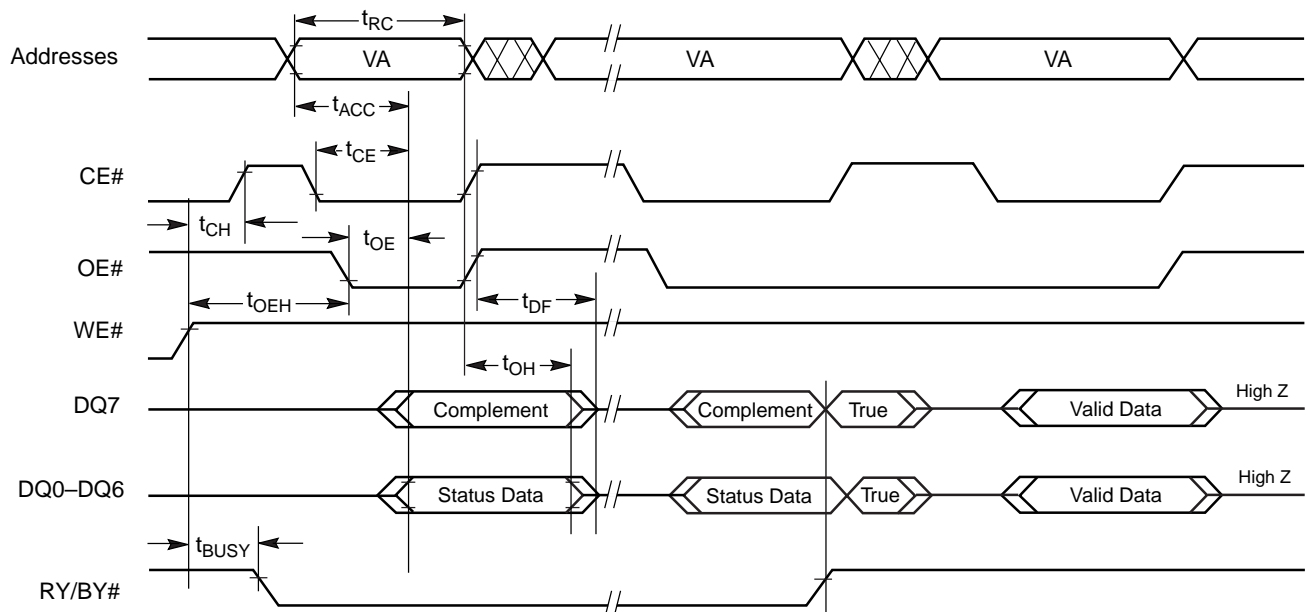 tRC
Addresses VA VA VA
tACC
tCE
CE#
tCH
tOE
OE#
tOEH
tDF
WE#
tOH
DQ7 Complement Complement True Valid Data High Z
DQ0–DQ6 Status Data Status Data True Valid Data High Z
tBUSY
RY/BY#